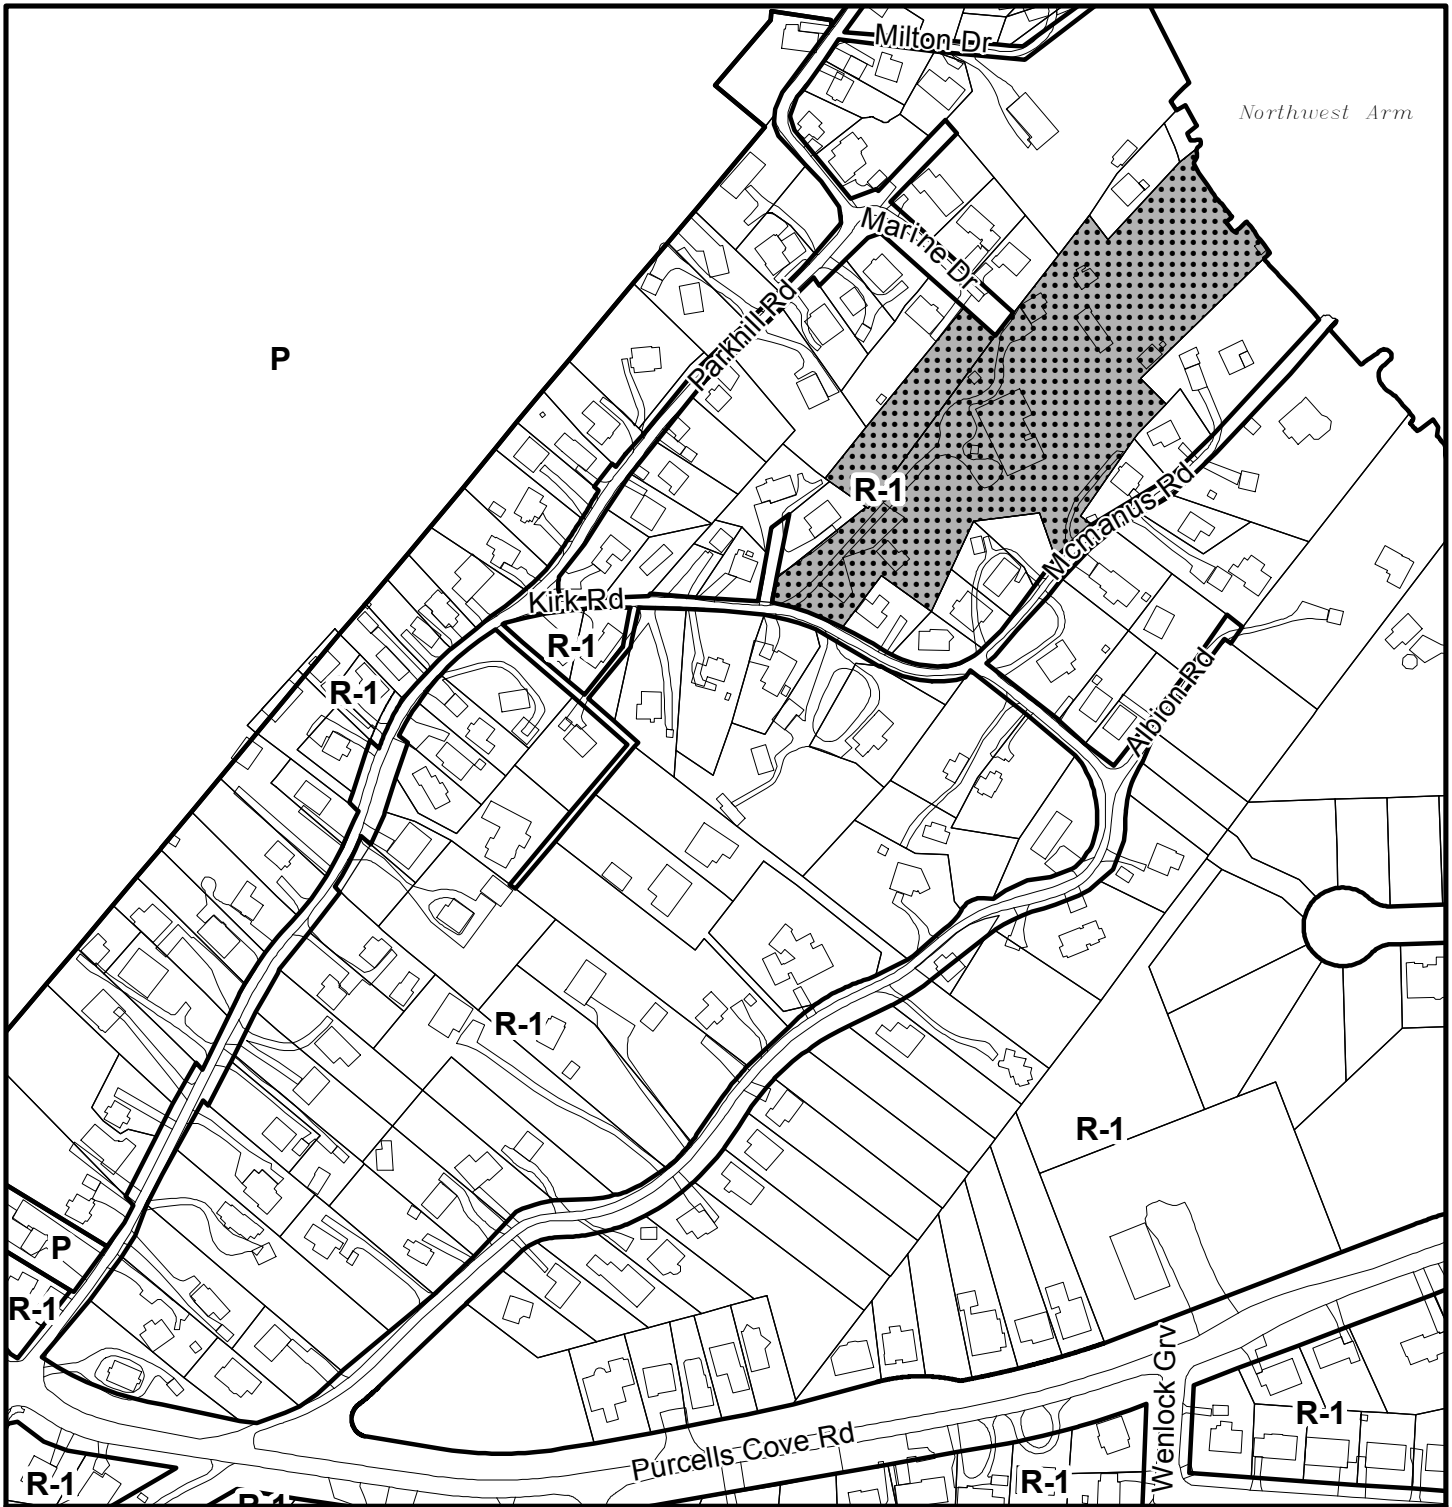 Milton Dr
Northwest Arm
Marine Dr
Parkhill Rd
P
R-1
Mcmanus Rd
Kirk Rd
R-1
R-1
Albion Rd
R-1
R-1
P
R-1
Wenlock Grv
R-1
Purcells Cove Rd
R-1
R-1
R-1